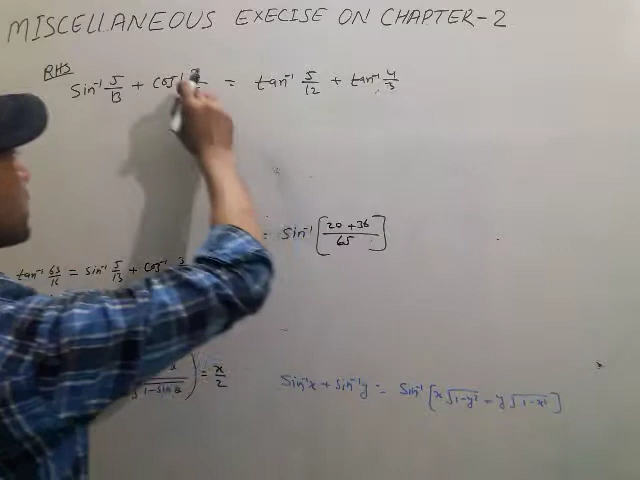 MISCELLANEOUS EXECISE ON CHAPTER-2
RHS
sin⁻¹ 5/13 + cos⁻¹ = tan⁻¹ 5/12 + tan⁻¹ 4/3
= sin⁻¹ [(20 + 36)/65]
tan⁻¹ 63/16 = sin⁻¹ 5/13 + cos⁻¹ 3
√1-sin x) = x/2
sin⁻¹x + sin⁻¹y = sin⁻¹ [x√1-y² + y√1-x²]